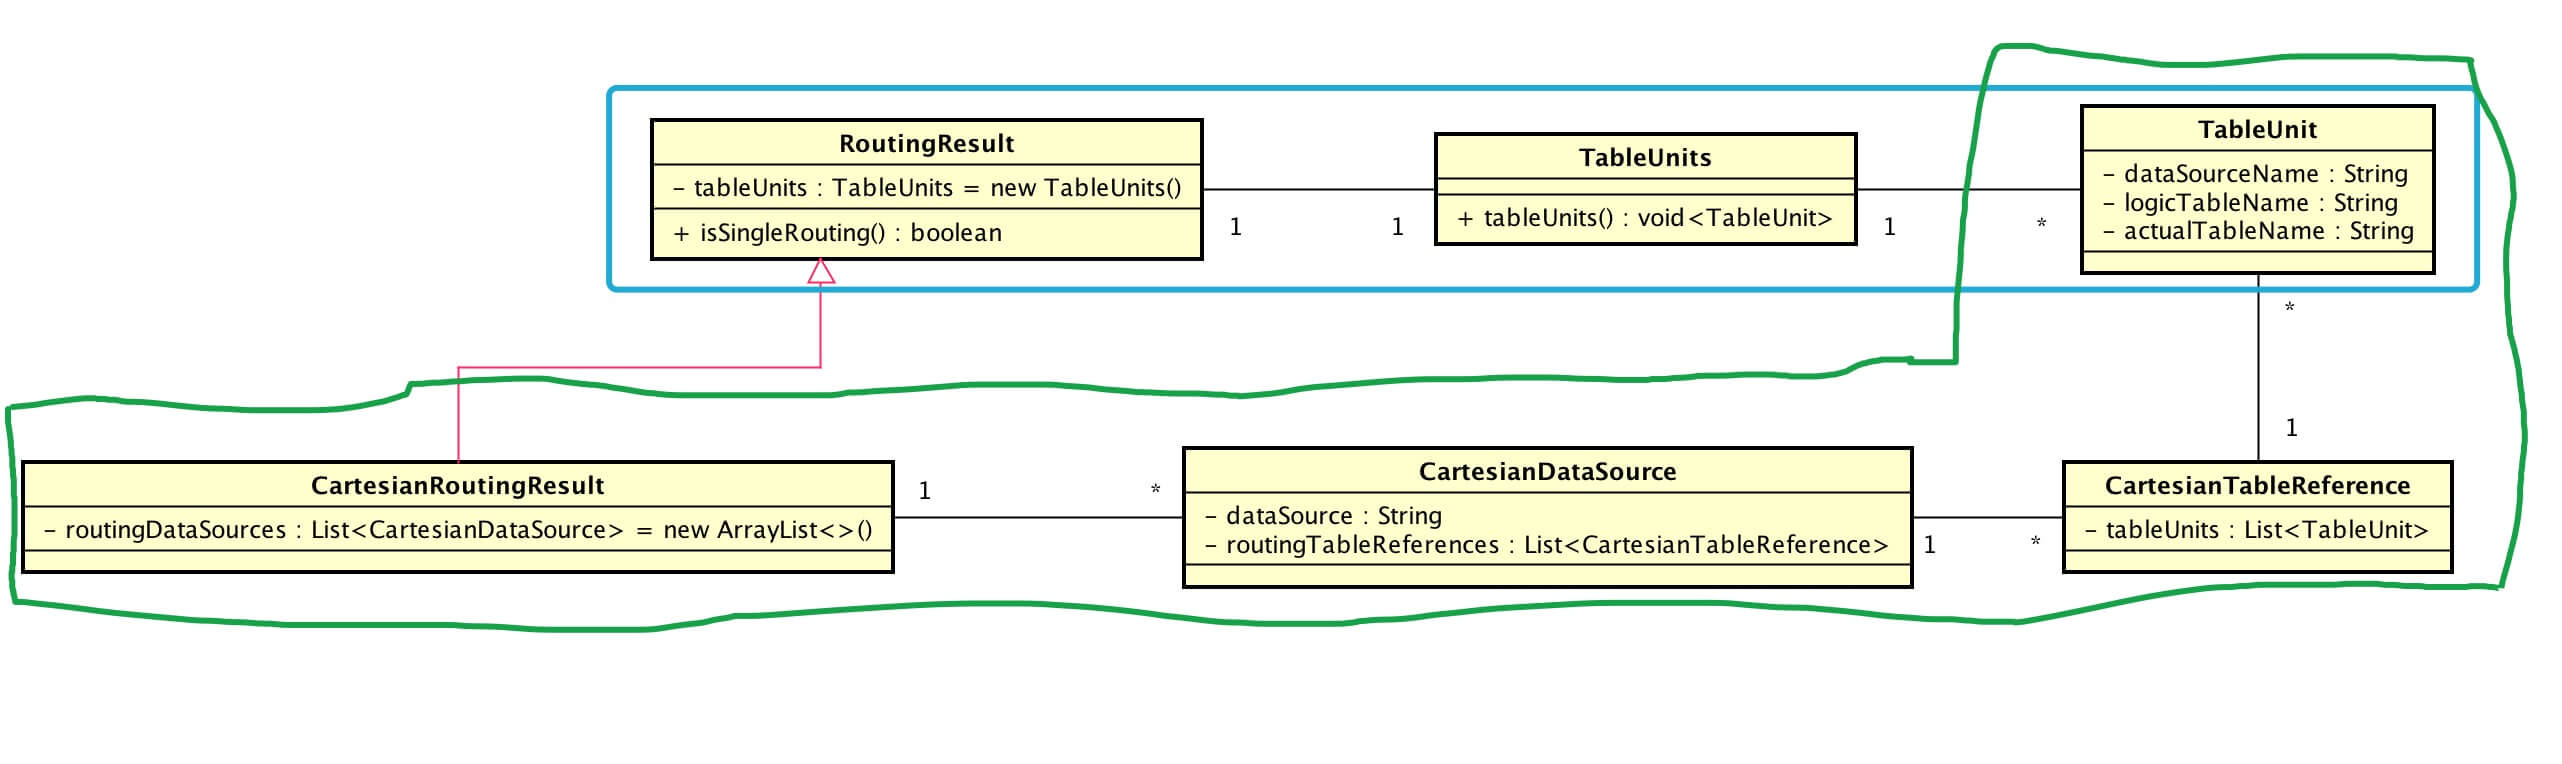 RoutingResult
– tableUnits : TableUnits = new TableUnits()
+ isSingleRouting() : boolean
1
1
TableUnits
+ tableUnits() : void<TableUnit>
1
*
TableUnit
– dataSourceName : String
– logicTableName : String
– actualTableName : String
*
1
CartesianRoutingResult
– routingDataSources : List<CartesianDataSource> = new ArrayList<>()
1
*
CartesianDataSource
– dataSource : String
– routingTableReferences : List<CartesianTableReference>
1
*
CartesianTableReference
– tableUnits : List<TableUnit>